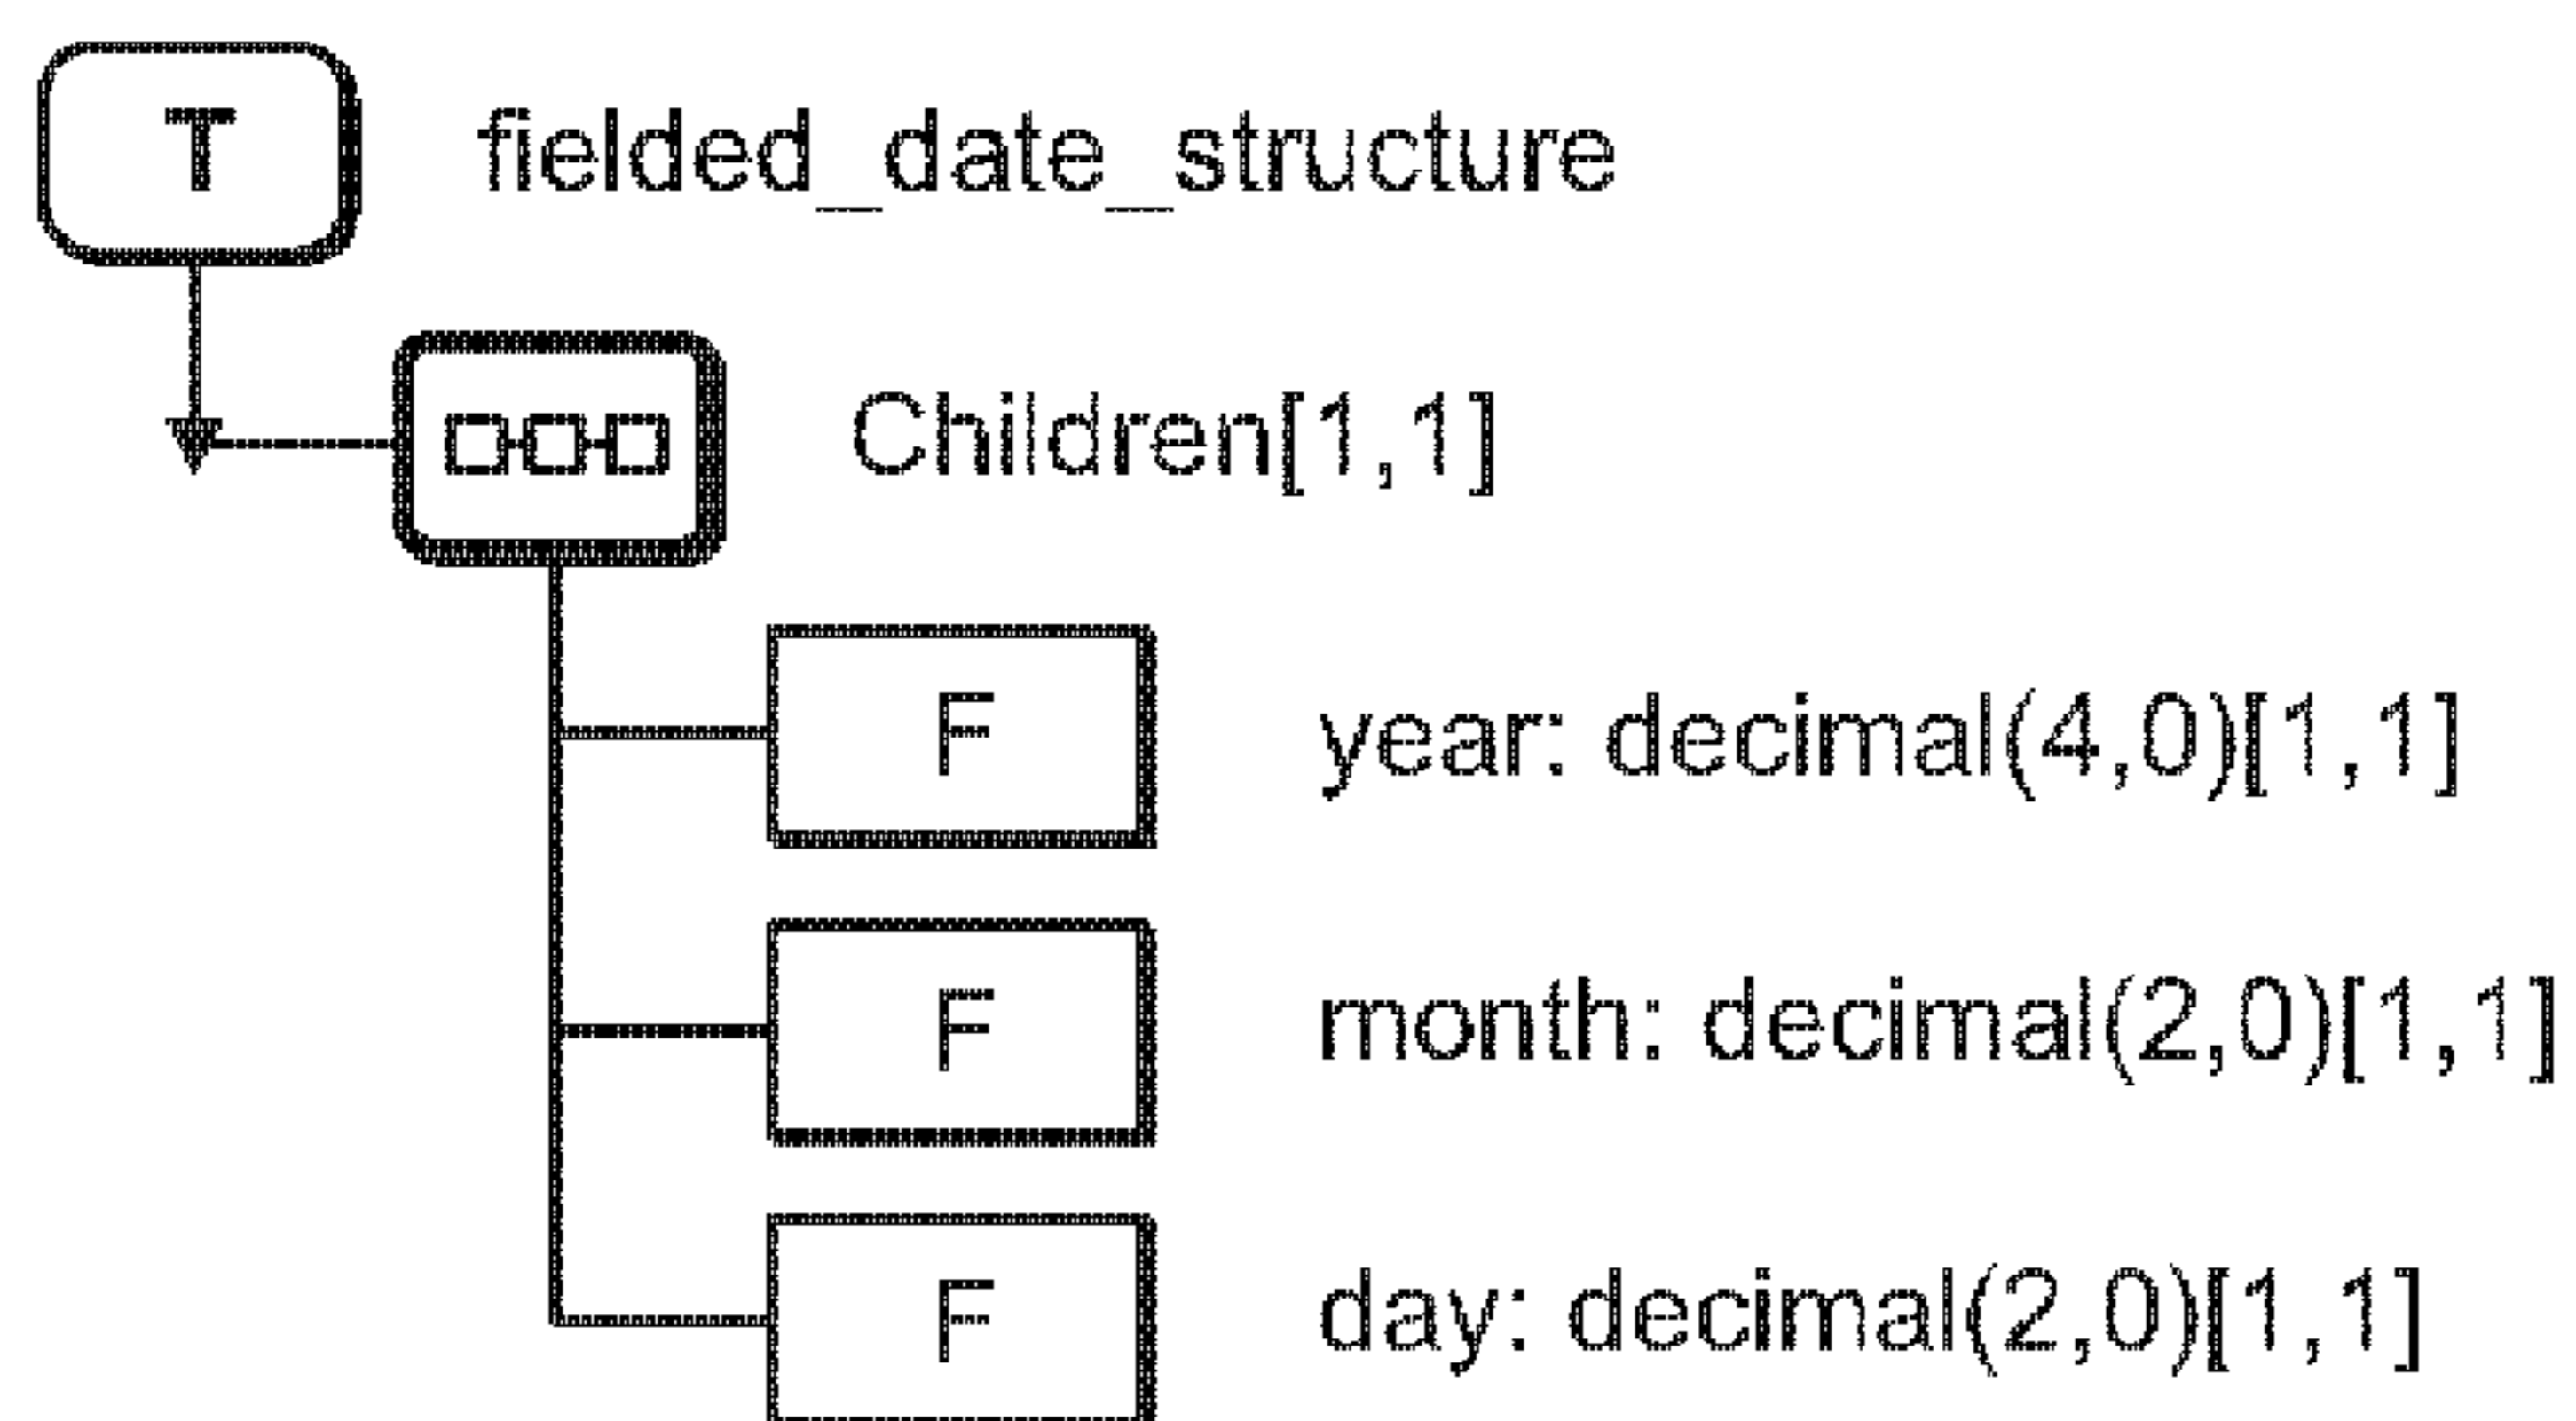 T fielded_date_structure
Children[1,1]
F year: decimal(4,0)[1,1]
F month: decimal(2,0)[1,1]
F day: decimal(2,0)[1,1]